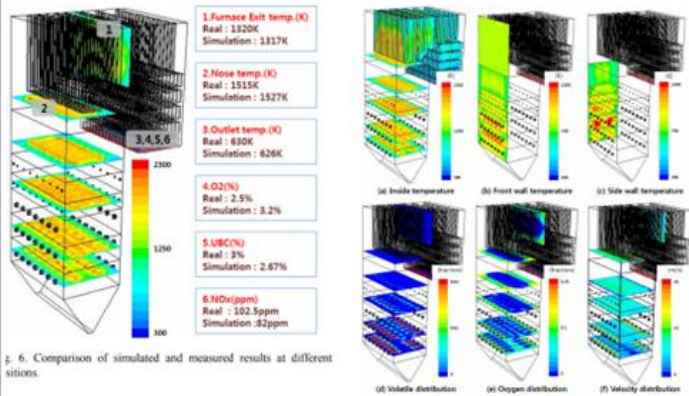 1
1.Furnace Exit temp.(K)
Real : 1320K
Simulation : 1317K
2
2.Nose temp.(K)
Real : 1515K
Simulation : 1527K
3,4,5,6
3.Outlet temp.(K)
Real : 630K
Simulation : 626K
4.O2(%)
Real : 2.5%
Simulation : 3.2%
5.UBC(%)
Real : 3%
Simulation : 2.67%
6.NOx(ppm)
Real : 102.5ppm
Simulation :82ppm
2300
1250
300
g. 6. Comparison of simulated and measured results at different
sitions.
(a) Inside temperature
(b) Front wall temperature
(c) Side wall temperature
(d) Volatile distribution
(e) Oxygen distribution
(f) Velocity distribution